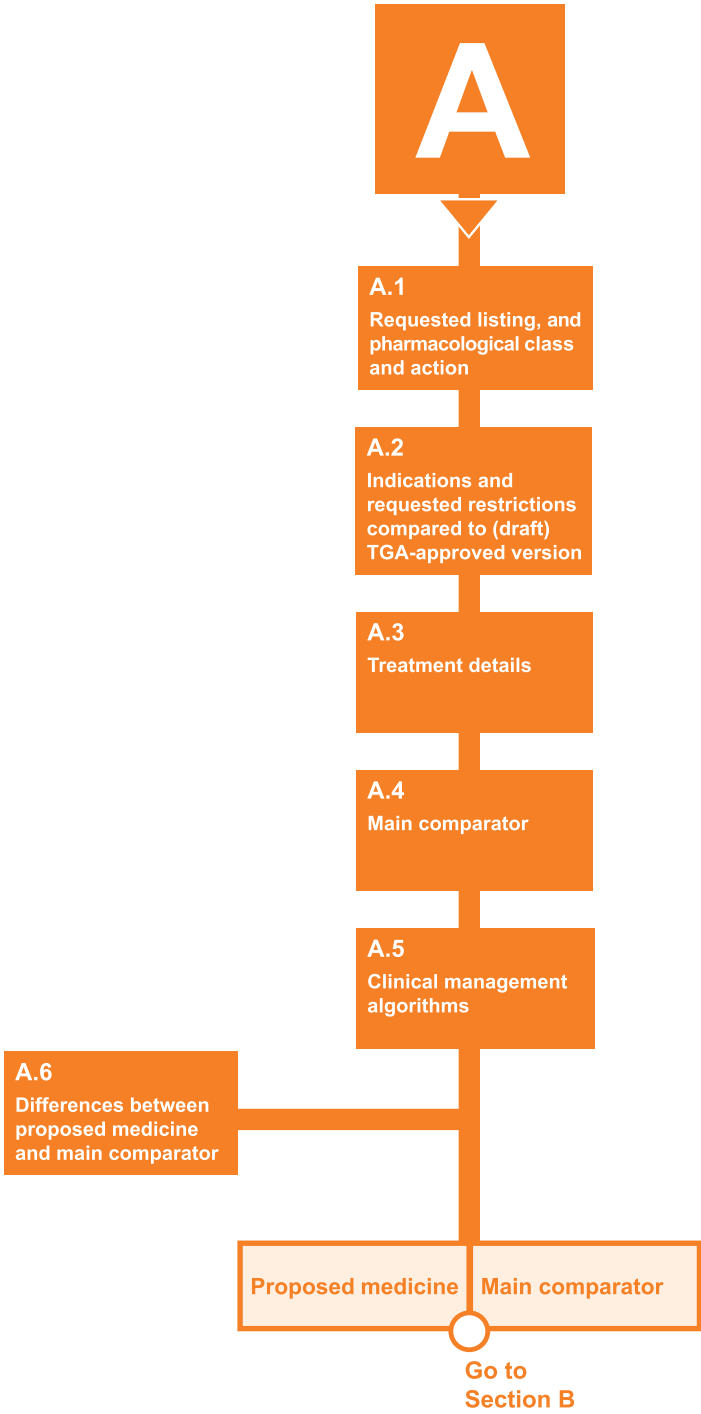 A
A.1
Requested listing, and
pharmacological class
and action
A.2
Indications and
requested restrictions
compared to (draft)
TGA-approved version
A.3
Treatment details
A.4
Main comparator
A.5
Clinical management
algorithms
A.6
Differences between
proposed medicine
and main comparator
Proposed medicine
Main comparator
Go to
Section B